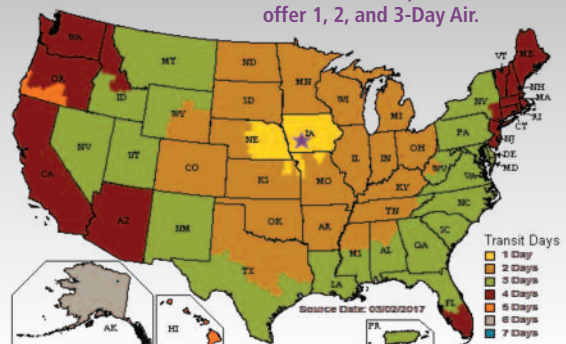 offer 1, 2, and 3-Day Air.
WA
OR
ID
MT
ND
MN
WI
MI
SD
WY
NE
IA
NV
UT
CO
KS
MO
IL
IN
OH
KY
WV
VA
PA
NY
VT
ME
NH
MA
RI
CT
NJ
DE
MD
CA
AZ
NM
OK
AR
TN
NC
SC
TX
LA
MS
AL
GA
FL
AK
HI
PR
Source Date: 03/02/2017
Transit Days
1 Day
2 Days
3 Days
4 Days
5 Days
6 Days
7 Days